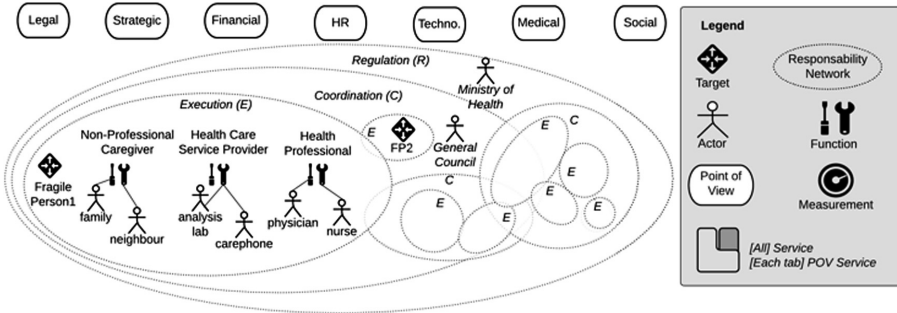 Legal
Strategic
Financial
HR
Techno.
Medical
Social
Regulation (R)
Ministry of
Health
Coordination (C)
Execution (E)
Non-Professional
Caregiver
Health Care
Service Provider
Health
Professional
Fragile
Person1
family
neighbour
analysis
lab
carephone
physician
nurse
E
FP2
General
Council
C
E
E
E
C
E
E
E
Legend
Target
Responsability
Network
Actor
Function
Point of
View
Measurement
[All] Service
[Each tab] POV Service